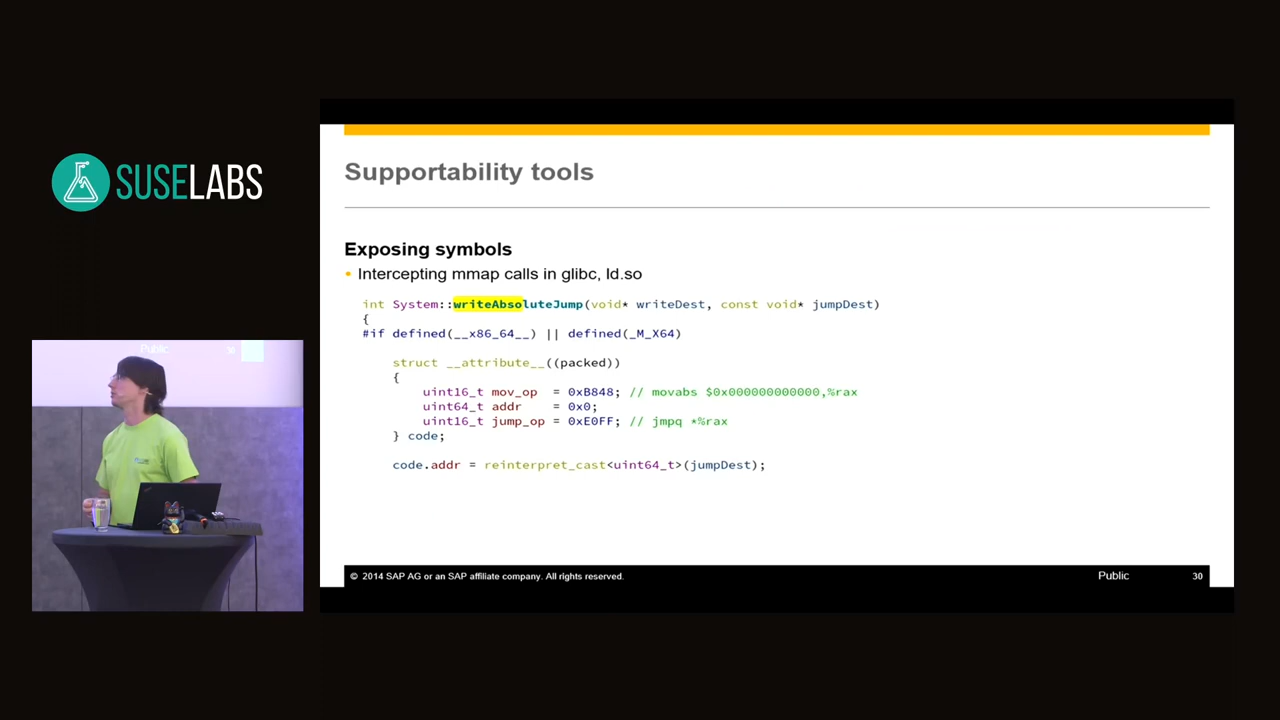 SUSELABS
Supportability tools
Exposing symbols
• Intercepting mmap calls in glibc, ld.so
int System::writeAbsoluteJump(void* writeDest, const void* jumpDest)
{
#if defined(__x86_64__) || defined(_M_X64)
struct __attribute__((packed))
{
uint16_t mov_op = 0xB848; // movabs $0x000000000000,%rax
uint64_t addr = 0x0;
uint16_t jump_op = 0xE0FF; // jmpq *%rax
} code;
code.addr = reinterpret_cast<uint64_t>(jumpDest);
© 2014 SAP AG or an SAP affiliate company. All rights reserved.
Public
30
Public